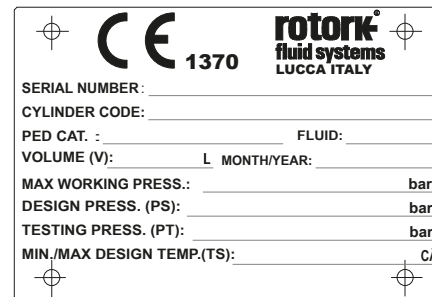 CE 1370 rotork
fluid systems
LUCCA ITALY
SERIAL NUMBER:
CYLINDER CODE:
PED CAT. : FLUID:
VOLUME (V): L MONTH/YEAR:
MAX WORKING PRESS.: bar
DESIGN PRESS. (PS): bar
TESTING PRESS. (PT): bar
MIN./MAX DESIGN TEMP.(TS):